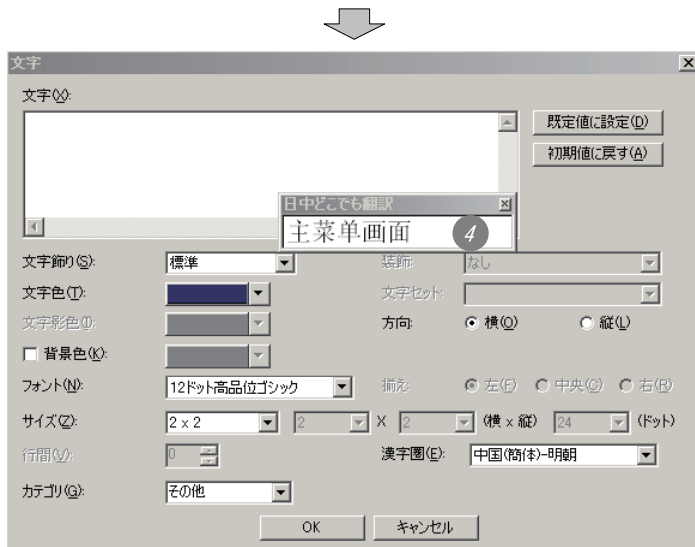 文字
文字(X):
既定値に設定(D)
初期値に戻す(A)
日中どこでも翻訳
主菜单画面 4
文字飾り(S): 標準 装飾: なし
文字色(T): 文字セット:
文字影色(I): 方向: 横(O) 縦(L)
背景色(K):
フォント(N): 12ドット高品位ゴシック 揃え: 左(F) 中央(C) 右(R)
サイズ(Z): 2 x 2 2 X 2 (横 x 縦) 24 (ドット)
行間(V): 0 漢字圏(E): 中国(簡体)-明朝
カテゴリ(G): その他
OK キャンセル